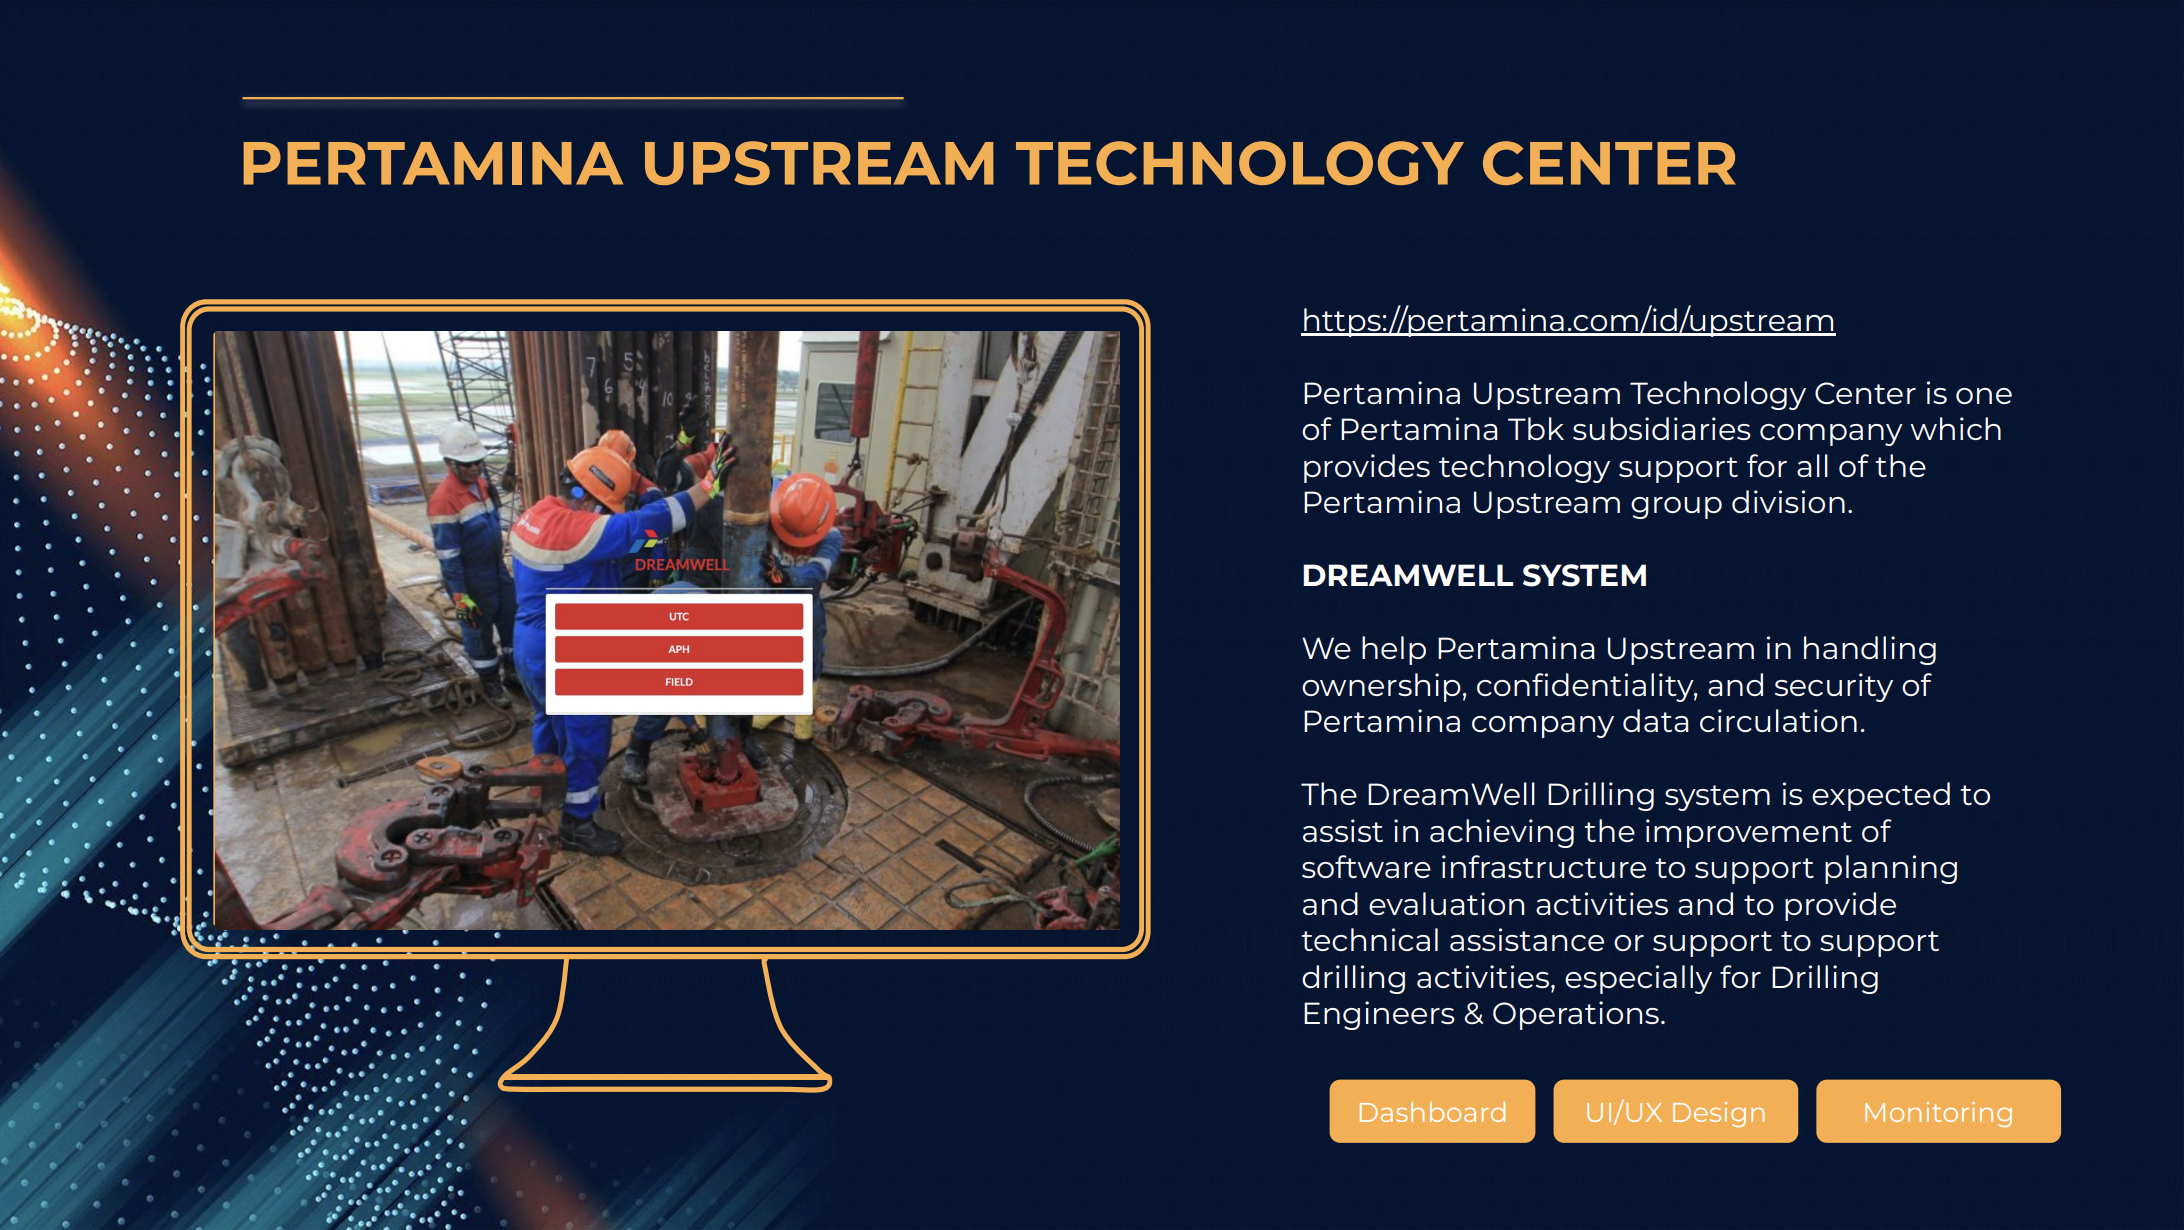 PERTAMINA UPSTREAM TECHNOLOGY CENTER
7
5
6
4
10
DREAMWELL
UTC
APH
FIELD
https://pertamina.com/id/upstream
Pertamina Upstream Technology Center is one
of Pertamina Tbk subsidiaries company which
provides technology support for all of the
Pertamina Upstream group division.
DREAMWELL SYSTEM
We help Pertamina Upstream in handling
ownership, confidentiality, and security of
Pertamina company data circulation.
The DreamWell Drilling system is expected to
assist in achieving the improvement of
software infrastructure to support planning
and evaluation activities and to provide
technical assistance or support to support
drilling activities, especially for Drilling
Engineers & Operations.
Dashboard
UI/UX Design
Monitoring